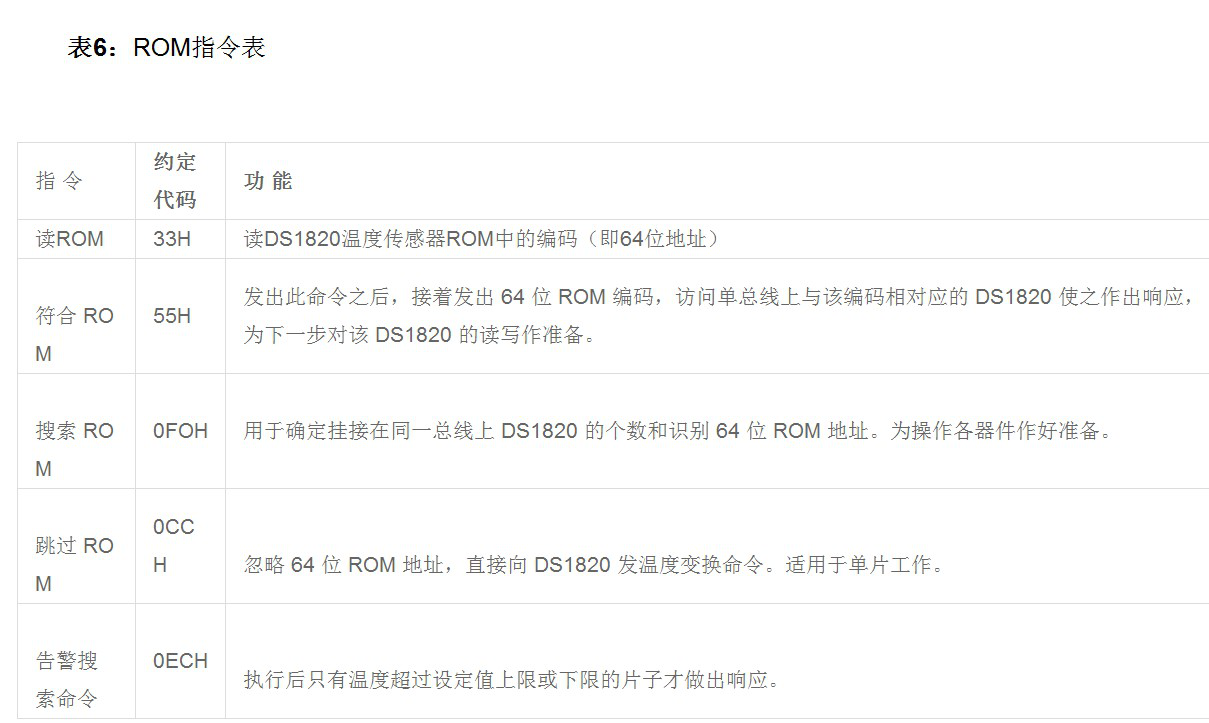 表6：ROM指令表
指 令
约定
代码
功 能
读ROM
33H
读DS1820温度传感器ROM中的编码（即64位地址）
符合 RO
M
55H
发出此命令之后，接着发出 64 位 ROM 编码，访问单总线上与该编码相对应的 DS1820 使之作出响应，
为下一步对该 DS1820 的读写作准备。
搜索 RO
M
0FOH
用于确定挂接在同一总线上 DS1820 的个数和识别 64 位 ROM 地址。为操作各器件作好准备。
跳过 RO
M
0CC
H
忽略 64 位 ROM 地址，直接向 DS1820 发温度变换命令。适用于单片工作。
告警搜
索命令
0ECH
执行后只有温度超过设定值上限或下限的片子才做出响应。